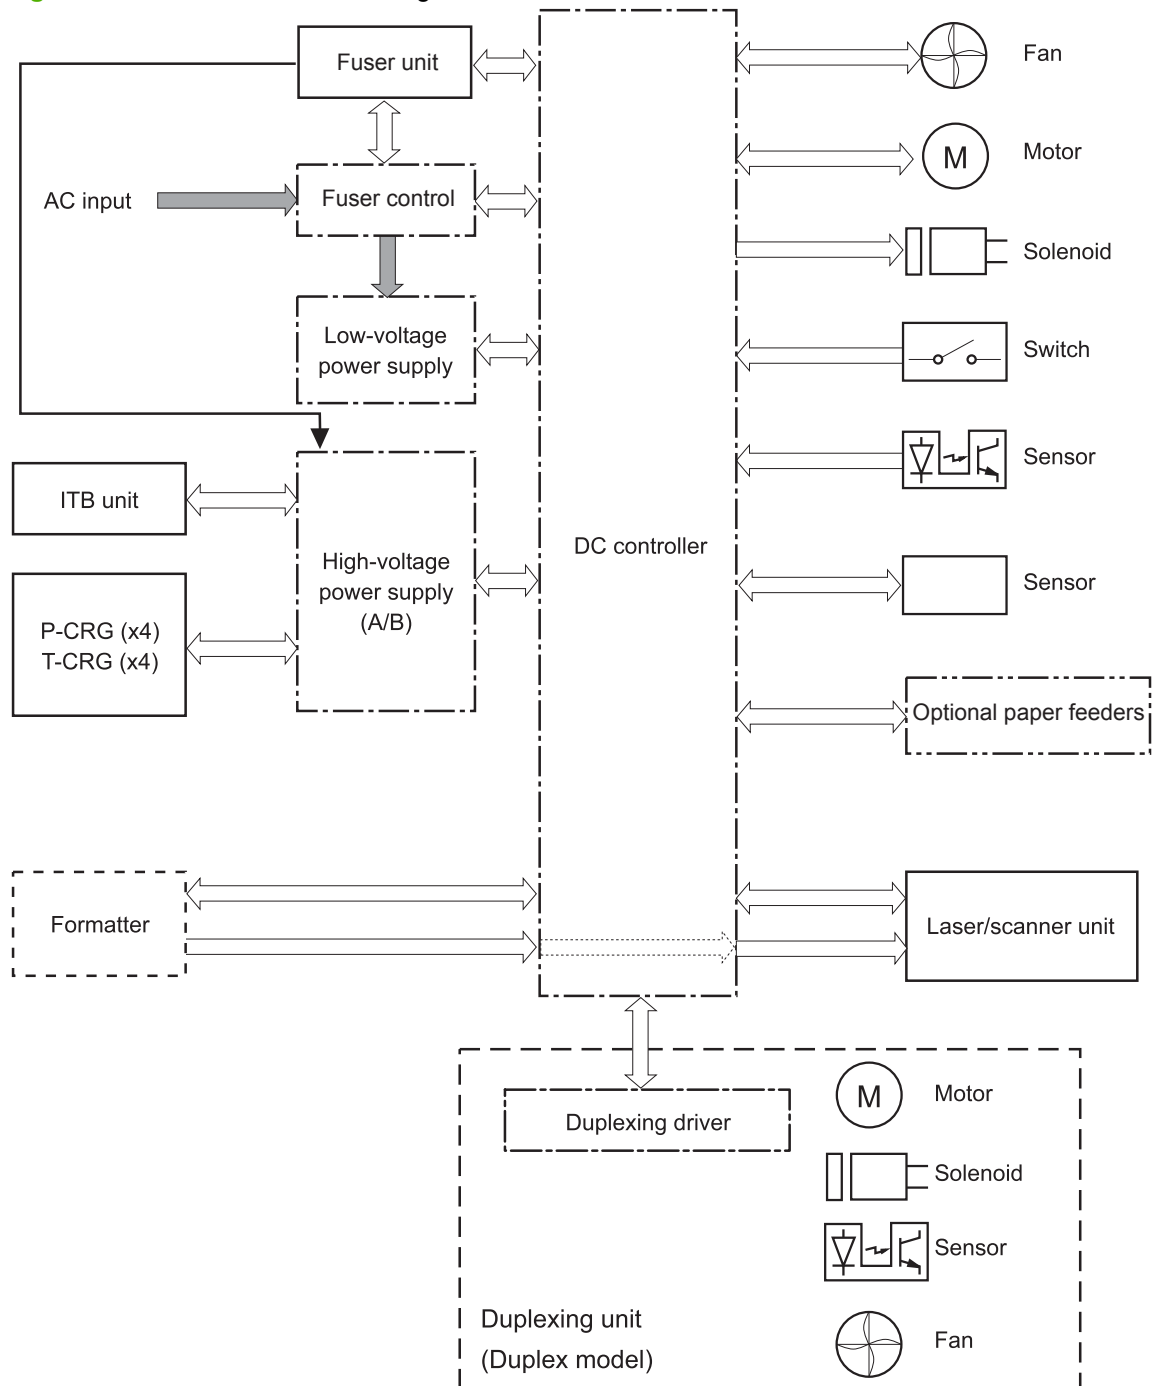 Fuser unit
Fan
Motor
M
AC input
Fuser control
Solenoid
Low-voltage
power supply
Switch
Sensor
ITB unit
DC controller
High-voltage
power supply
(A/B)
Sensor
P-CRG (x4)
T-CRG (x4)
Optional paper feeders
Formatter
Laser/scanner unit
Duplexing driver
M
Motor
Solenoid
Sensor
Duplexing unit
(Duplex model)
Fan